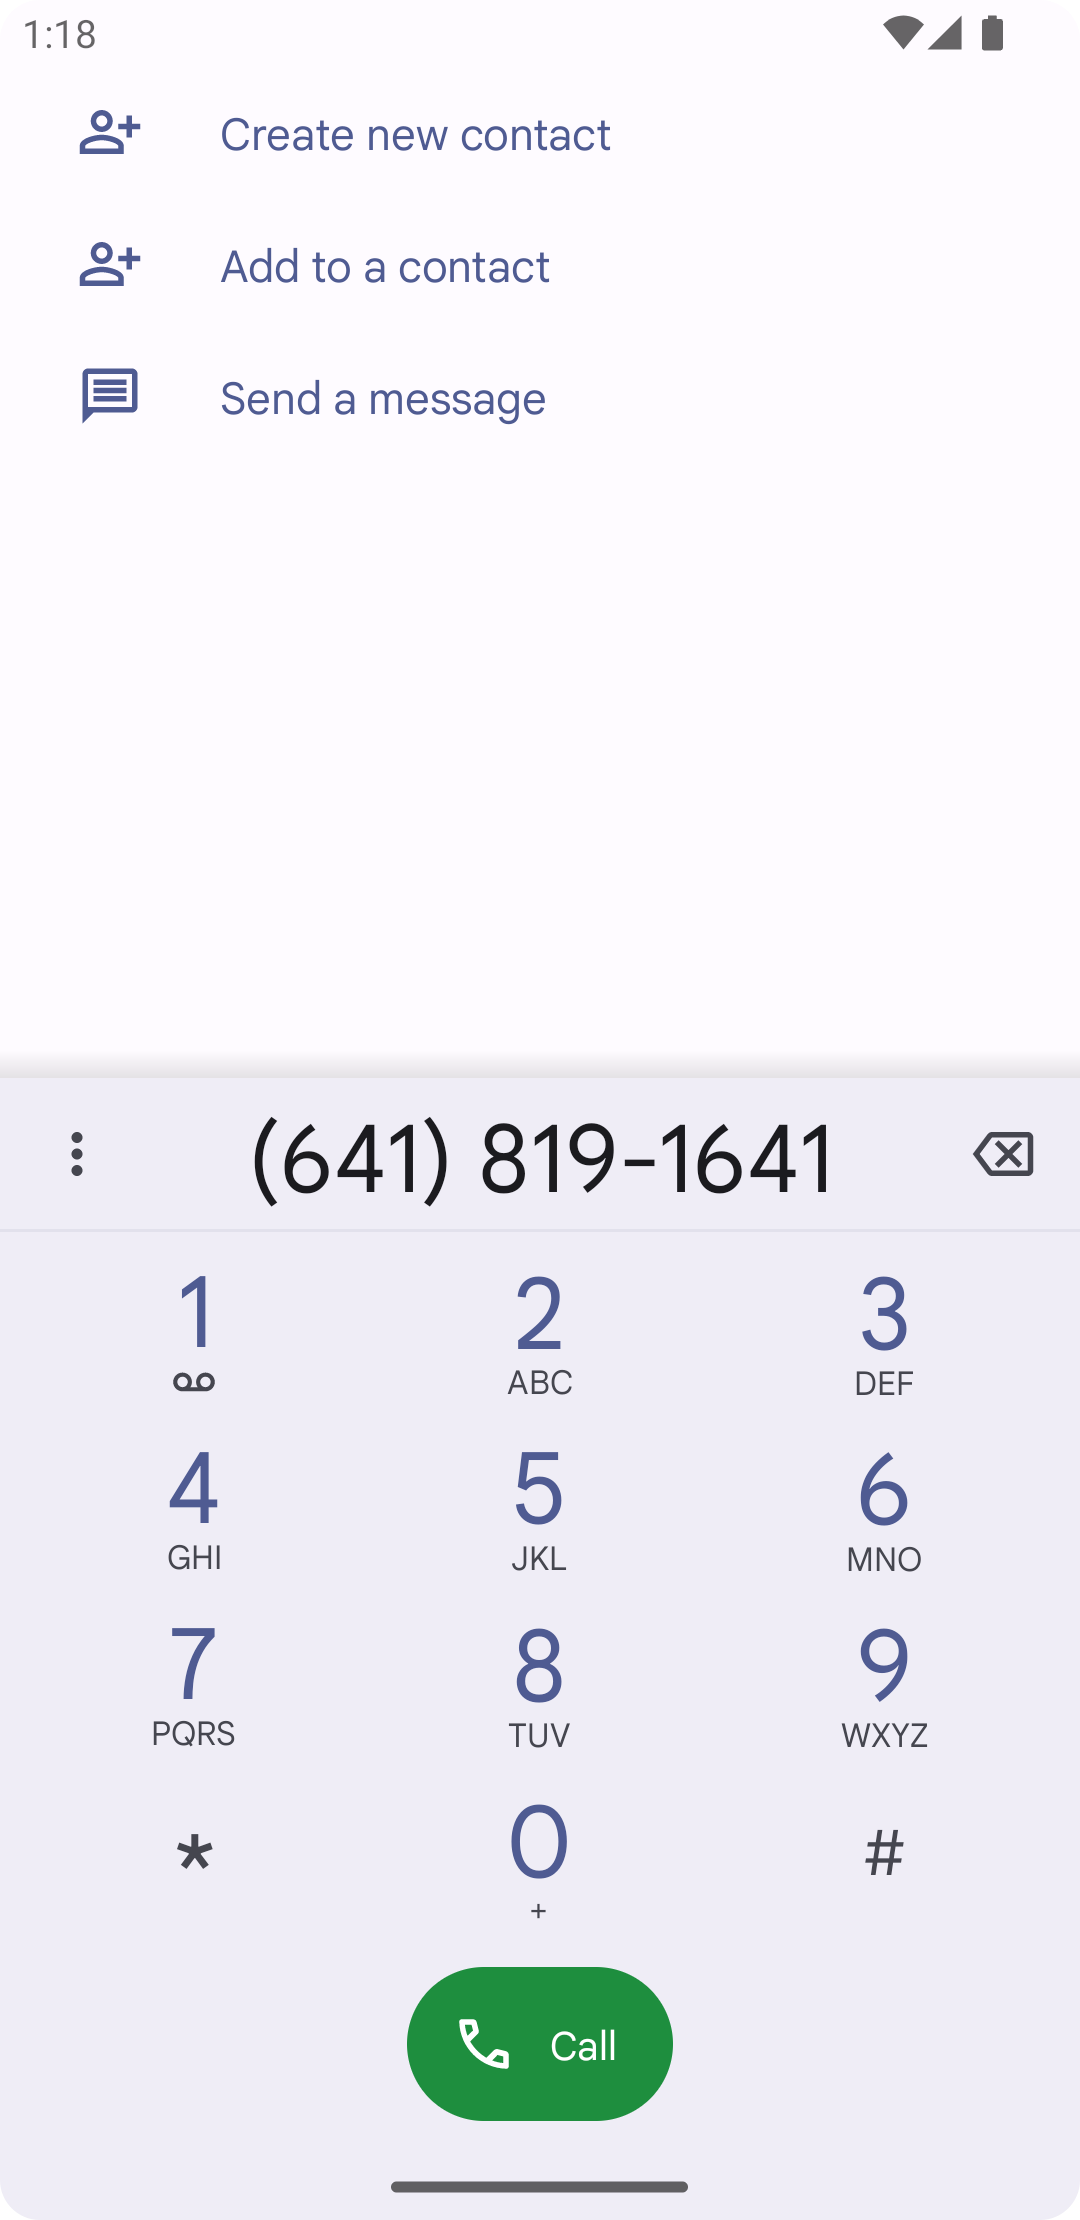 1:18
Create new contact
Add to a contact
Send a message
(641) 819-1641
1 2 3
ABC DEF
4 5 6
GHI JKL MNO
7 8 9
PQRS TUV WXYZ
* 0 #
+
Call